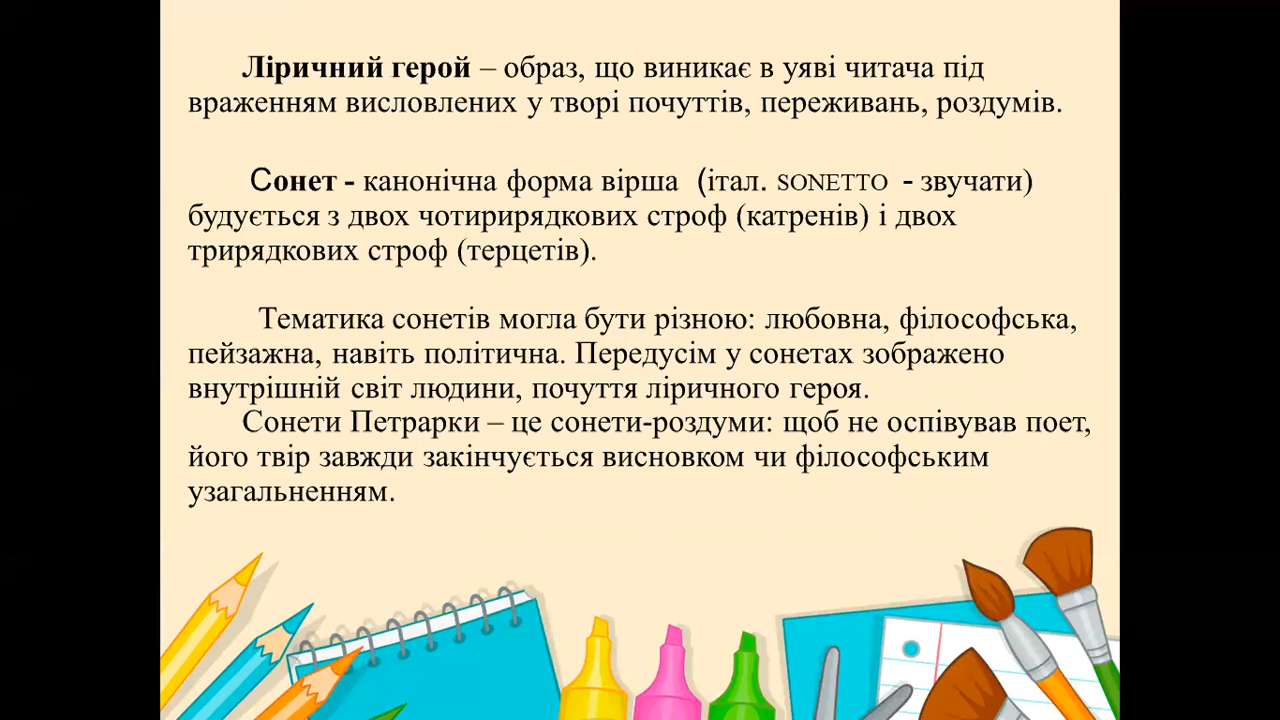 Ліричний герой – образ, що виникає в уяві читача під
враженням висловлених у творі почуттів, переживань, роздумів.
Сонет - канонічна форма вірша (італ. SONETTO - звучати)
будується з двох чотирирядкових строф (катренів) і двох
трирядкових строф (терцетів).
Тематика сонетів могла бути різною: любовна, філософська,
пейзажна, навіть політична. Передусім у сонетах зображено
внутрішній світ людини, почуття ліричного героя.
Сонети Петрарки – це сонети-роздуми: щоб не оспівував поет,
його твір завжди закінчується висновком чи філософським
узагальненням.